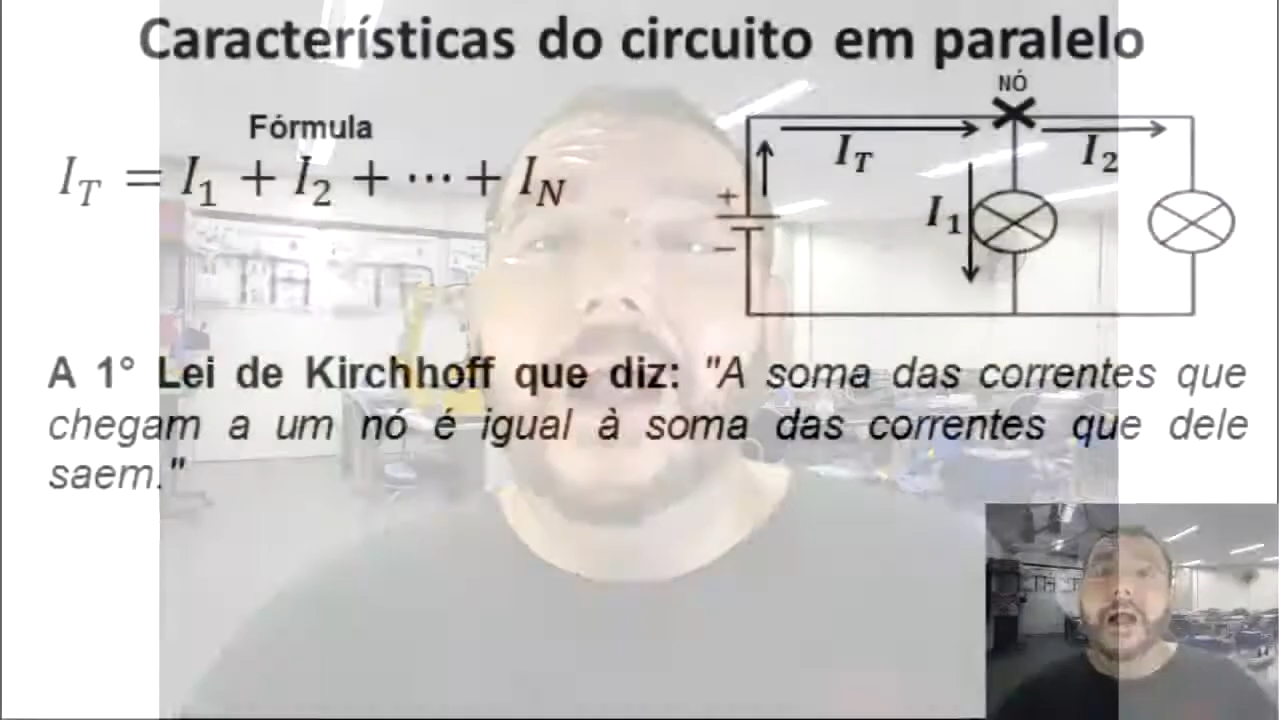 Características do circuito em paralelo
NÓ
Fórmula
I_T = I_1 + I_2 + ⋯ + I_N
I_T
I_2
I_1
+
−
A 1° Lei de Kirchhoff que diz: "A soma das correntes que
chegam a um nó é igual à soma das correntes que dele
saem."